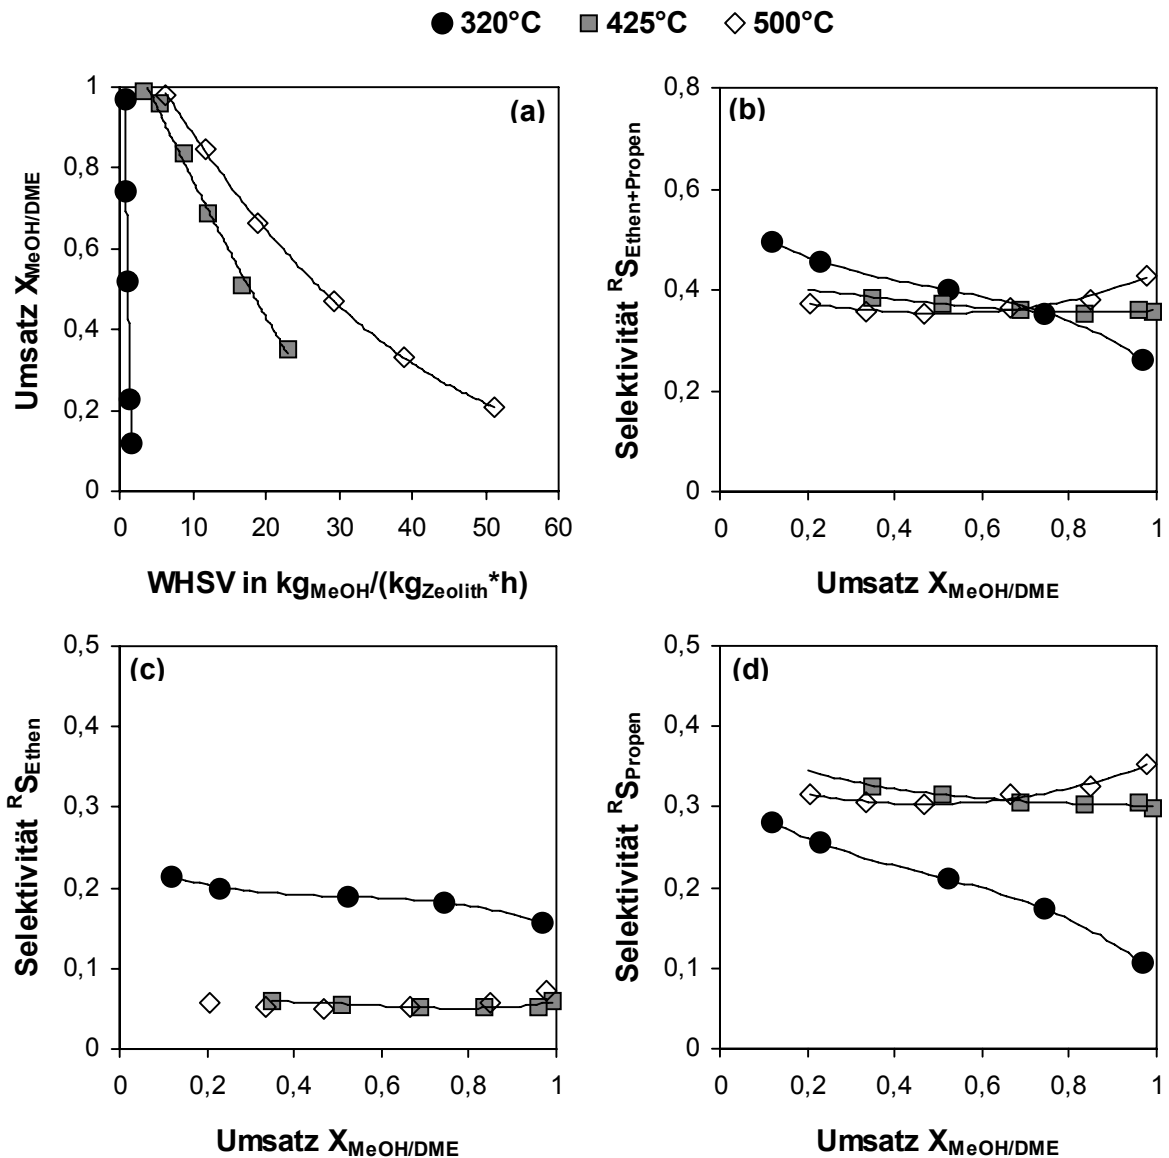 320°C 425°C 500°C
(a)
Umsatz XMeOH/DME
1
0,8
0,6
0,4
0,2
0
0 10 20 30 40 50 60
WHSV in kgMeOH/(kgZeolith*h)
(b)
Selektivität RSEthen+Propen
0,8
0,6
0,4
0,2
0
0 0,2 0,4 0,6 0,8 1
Umsatz XMeOH/DME
(c)
Selektivität RSEthen
0,5
0,4
0,3
0,2
0,1
0
0 0,2 0,4 0,6 0,8 1
Umsatz XMeOH/DME
(d)
Selektivität RSPropen
0,5
0,4
0,3
0,2
0,1
0
0 0,2 0,4 0,6 0,8 1
Umsatz XMeOH/DME